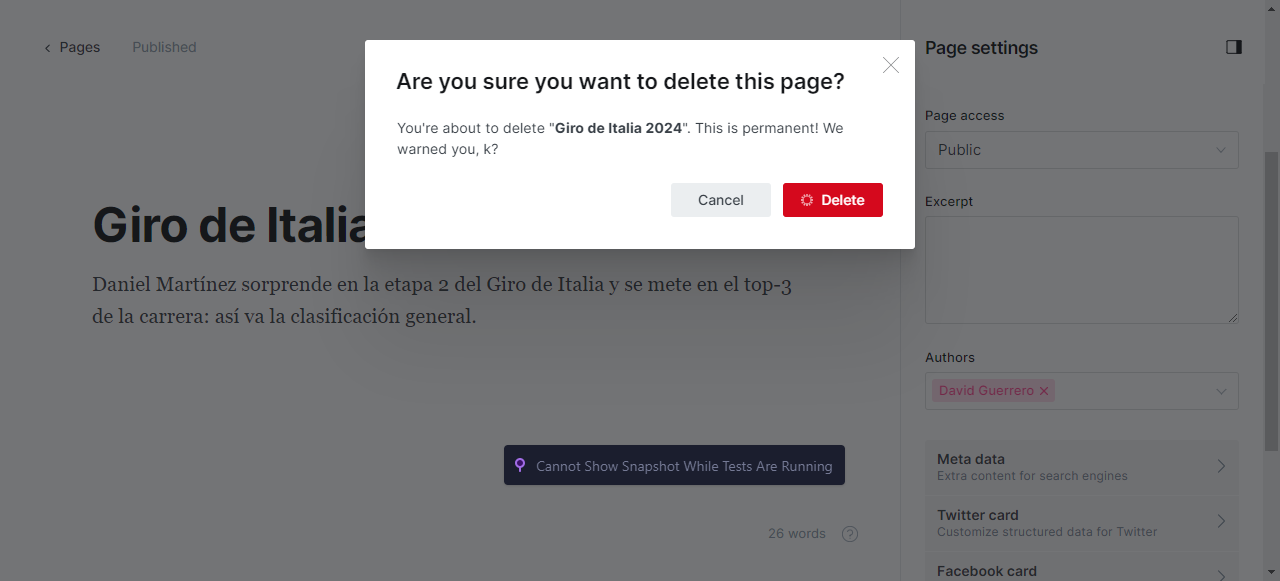 Pages
Published
Page settings
Are you sure you want to delete this page?
You're about to delete "Giro de Italia 2024". This is permanent! We
warned you, k?
Cancel
Delete
Page access
Public
Excerpt
Giro de Italia
Daniel Martínez sorprende en la etapa 2 del Giro de Italia y se mete en el top-3
de la carrera: así va la clasificación general.
Authors
David Guerrero
Cannot Show Snapshot While Tests Are Running
Meta data
Extra content for search engines
Twitter card
Customize structured data for Twitter
26 words
?
Facebook card